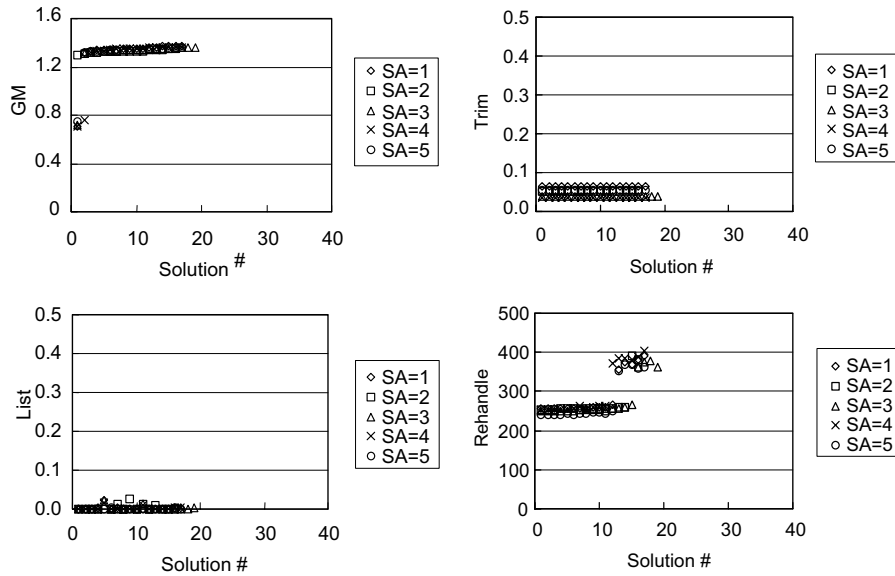 1.6
1.2
0.8
0.4
0
GM
0 10 20 30 40
Solution #
SA=1
SA=2
SA=3
SA=4
SA=5
0.5
0.4
0.3
0.2
0.1
0.0
Trim
0 10 20 30 40
Solution #
SA=1
SA=2
SA=3
SA=4
SA=5
0.5
0.4
0.3
0.2
0.1
0.0
List
0 10 20 30 40
Solution #
SA=1
SA=2
SA=3
SA=4
SA=5
500
400
300
200
100
0
Rehandle
0 10 20 30 40
Solution #
SA=1
SA=2
SA=3
SA=4
SA=5